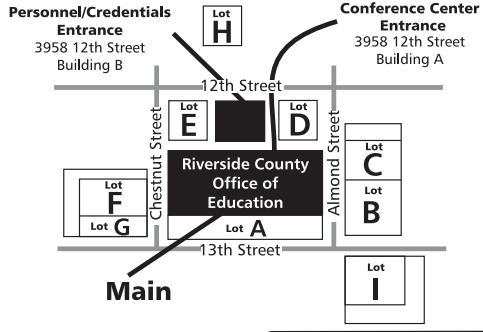 Personnel/Credentials
Entrance
3958 12th Street
Building B
Lot
H
Conference Center
Entrance
3958 12th Street
Building A
12th Street
Chestnut Street
Lot
E
Lot
D
Almond Street
Riverside County
Office of
Education
Lot
C
Lot
B
Lot
F
Lot G
Lot A
13th Street
Main
Lot
I